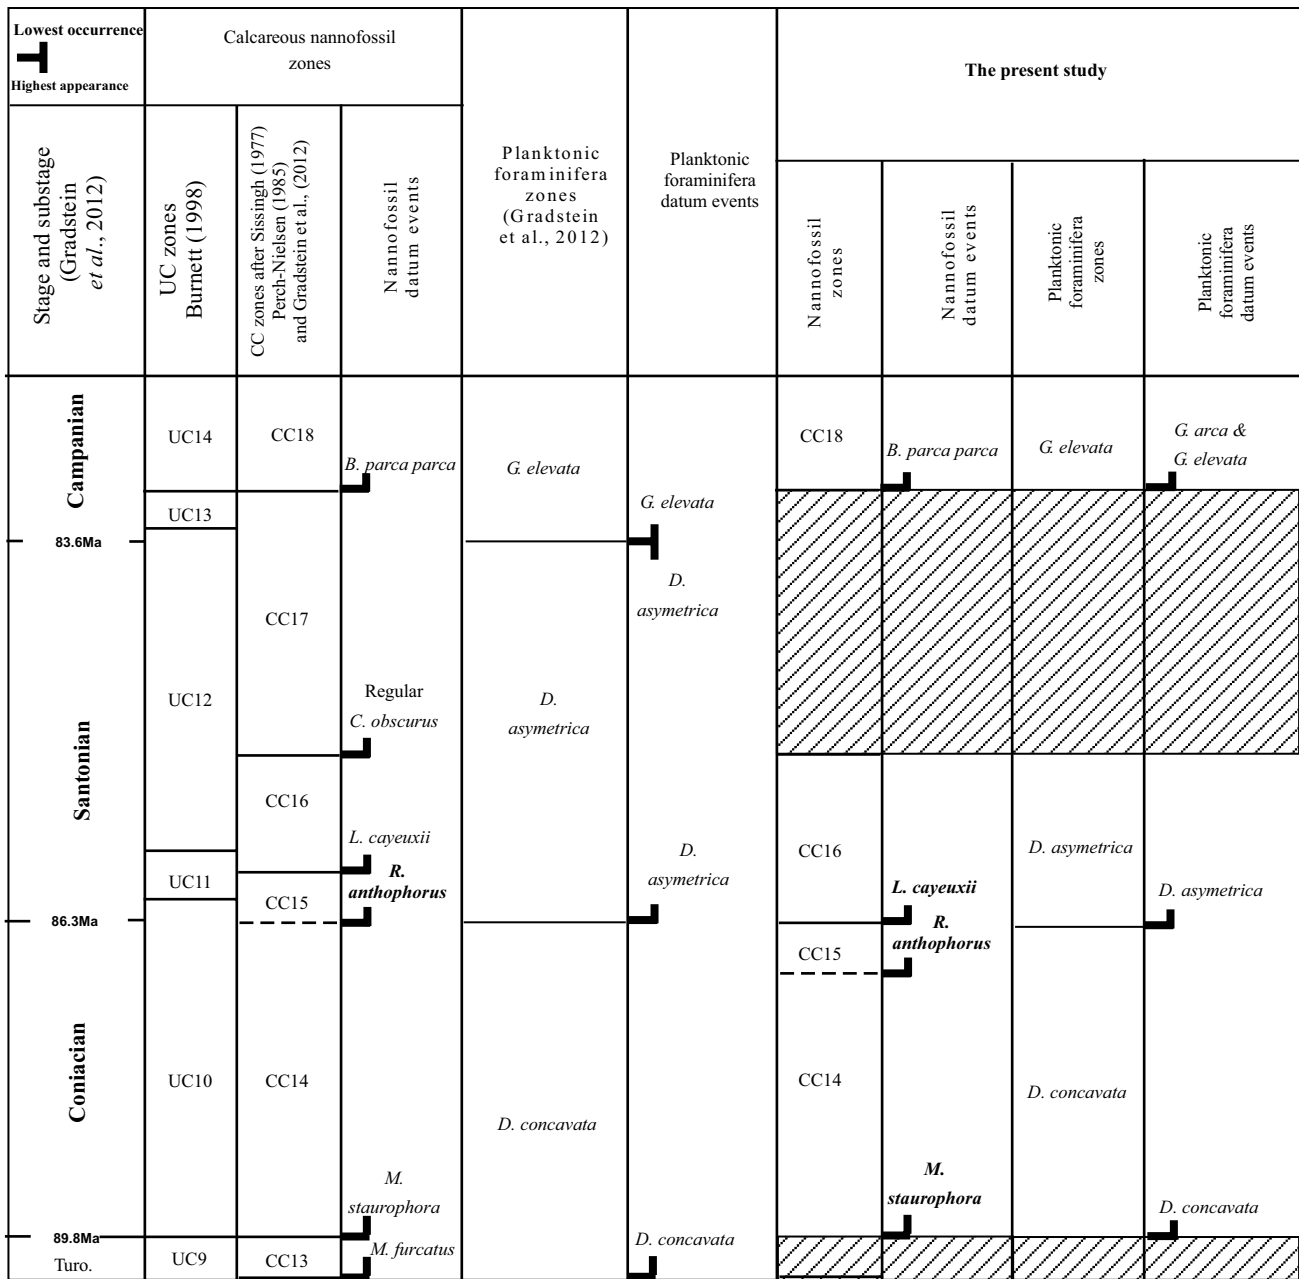 Lowest occurrence
Highest appearance
Calcareous nannofossil
zones
The present study
Stage and substage
(Gradstein
et al., 2012)
UC zones
Burnett (1998)
CC zones after Sissingh (1977)
Perch-Nielsen (1985)
and Gradstein et al., (2012)
Nannofossil
datum events
Planktonic
foraminifera
zones
(Gradstein
et al., 2012)
Planktonic
foraminifera
datum events
Nannofossil
zones
Nannofossil
datum events
Planktonic
foraminifera
zones
Planktonic
foraminifera
datum events
Campanian
83.6Ma
Santonian
86.3Ma
Coniacian
89.8Ma
Turo.
UC14
UC13
UC12
UC11
UC10
UC9
CC18
CC17
CC16
CC15
CC14
CC13
B. parca parca
Regular
C. obscurus
L. cayeuxii
R.
anthophorus
M.
staurophora
M. furcatus
G. elevata
D.
asymetrica
D. concavata
G. elevata
D.
asymetrica
D.
asymetrica
D. concavata
CC18
CC16
CC15
CC14
B. parca parca
L. cayeuxii
R.
anthophorus
M.
staurophora
G. elevata
D. asymetrica
D. concavata
G. arca &
G. elevata
D. asymetrica
D. concavata